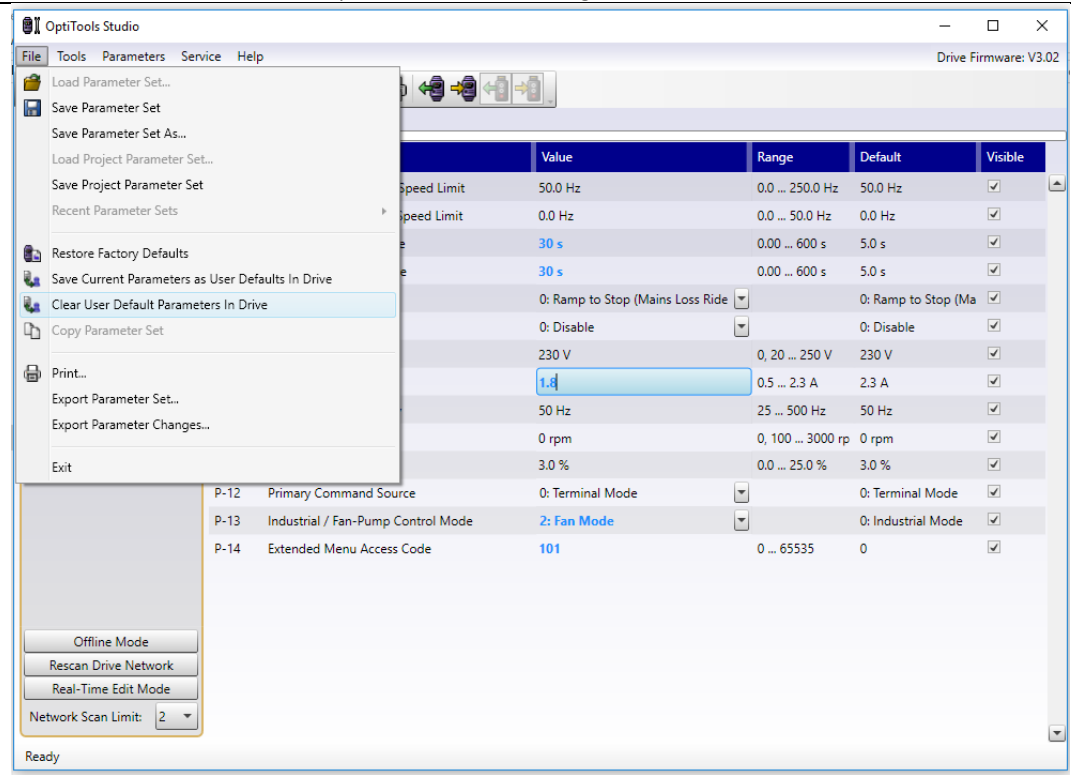 OptiTools Studio
File Tools Parameters Service Help Drive Firmware: V3.02
Load Parameter Set...
Save Parameter Set
Save Parameter Set As...
Load Project Parameter Set...
Save Project Parameter Set
Recent Parameter Sets
Restore Factory Defaults
Save Current Parameters as User Defaults In Drive
Clear User Default Parameters In Drive
Copy Parameter Set
Print...
Export Parameter Set...
Export Parameter Changes...
Exit
Value Range Default Visible
Speed Limit 50.0 Hz 0.0 ... 250.0 Hz 50.0 Hz
Speed Limit 0.0 Hz 0.0 ... 50.0 Hz 0.0 Hz
30 s 0.00 ... 600 s 5.0 s
30 s 0.00 ... 600 s 5.0 s
0: Ramp to Stop (Mains Loss Ride 0: Ramp to Stop (Ma
0: Disable 0: Disable
230 V 0, 20 ... 250 V 230 V
1.8 0.5 ... 2.3 A 2.3 A
50 Hz 25 ... 500 Hz 50 Hz
0 rpm 0, 100 ... 3000 rp 0 rpm
3.0 % 0.0 ... 25.0 % 3.0 %
P-12 Primary Command Source 0: Terminal Mode 0: Terminal Mode
P-13 Industrial / Fan-Pump Control Mode 2: Fan Mode 0: Industrial Mode
P-14 Extended Menu Access Code 101 0 ... 65535 0
Offline Mode
Rescan Drive Network
Real-Time Edit Mode
Network Scan Limit: 2
Ready